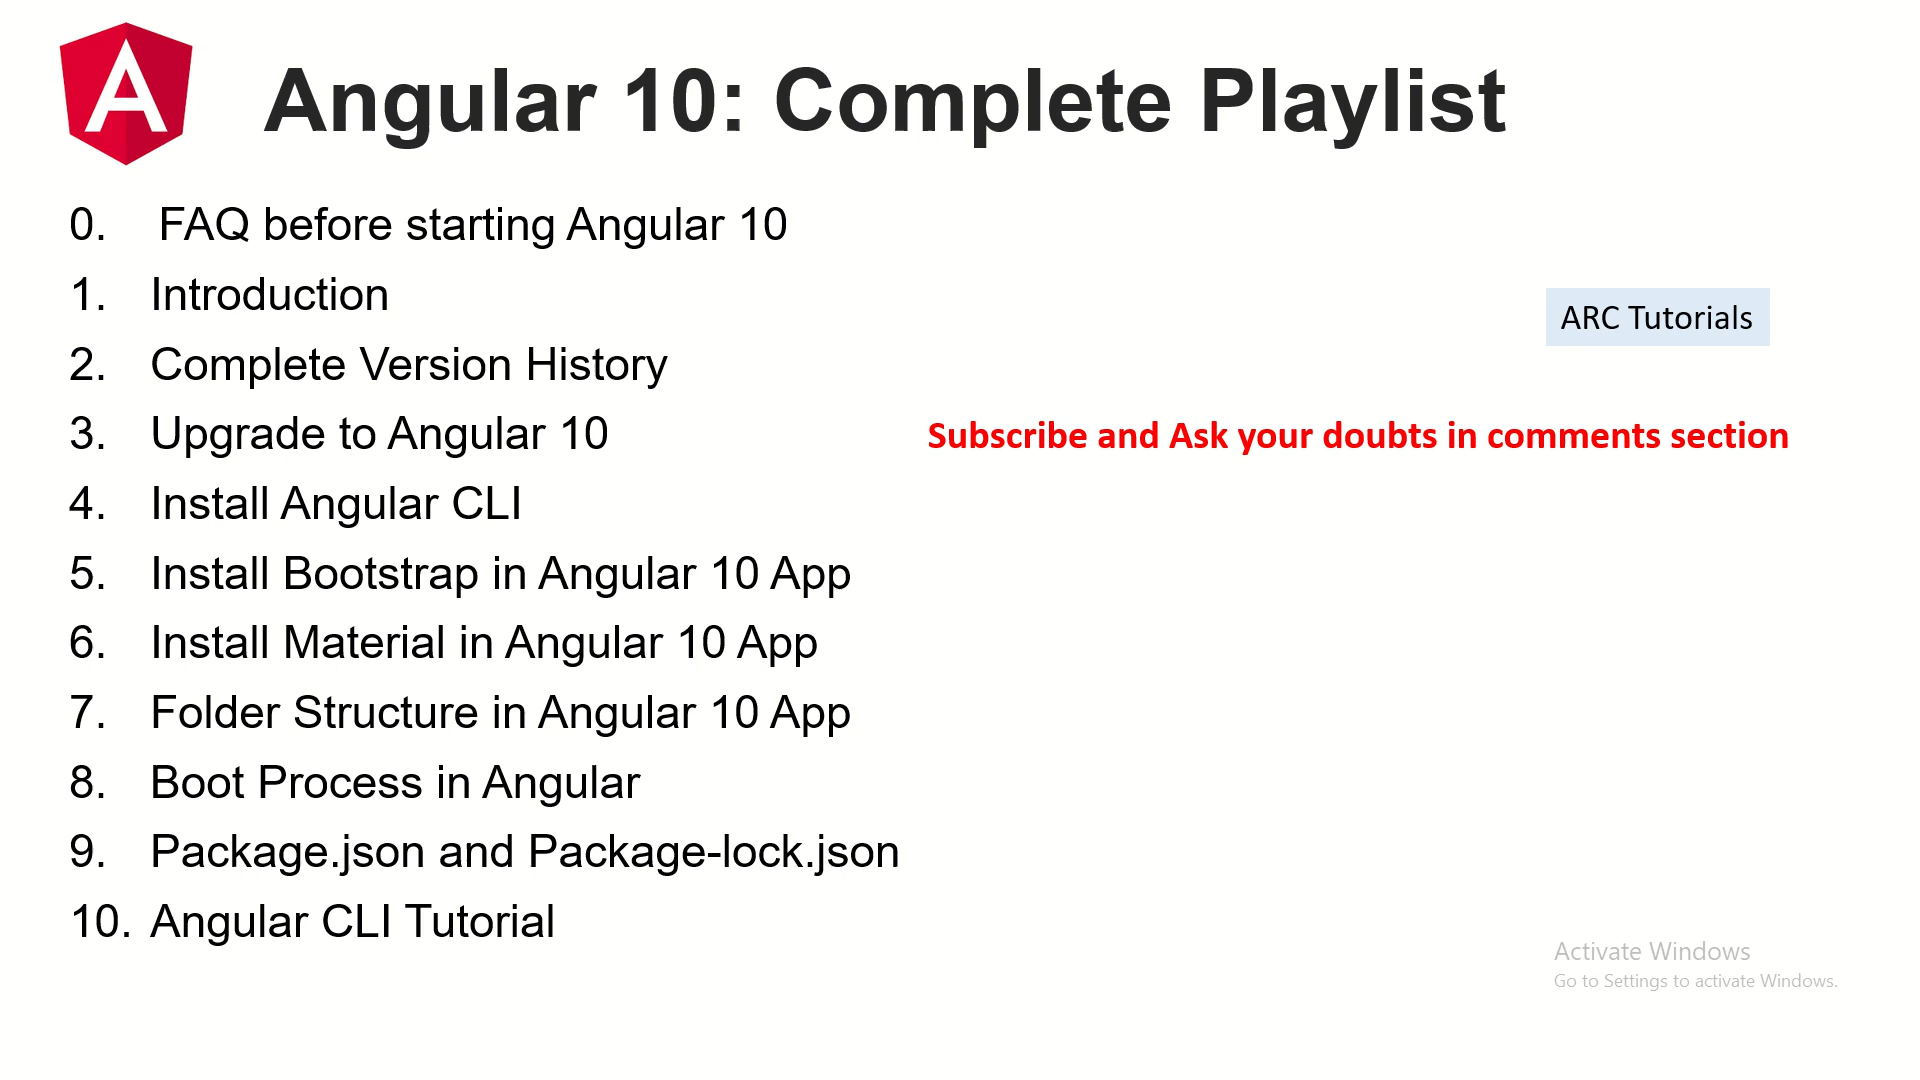 A
Angular 10: Complete Playlist
0. FAQ before starting Angular 10
1. Introduction
ARC Tutorials
2. Complete Version History
3. Upgrade to Angular 10
Subscribe and Ask your doubts in comments section
4. Install Angular CLI
5. Install Bootstrap in Angular 10 App
6. Install Material in Angular 10 App
7. Folder Structure in Angular 10 App
8. Boot Process in Angular
9. Package.json and Package-lock.json
10. Angular CLI Tutorial
Activate Windows
Go to Settings to activate Windows.